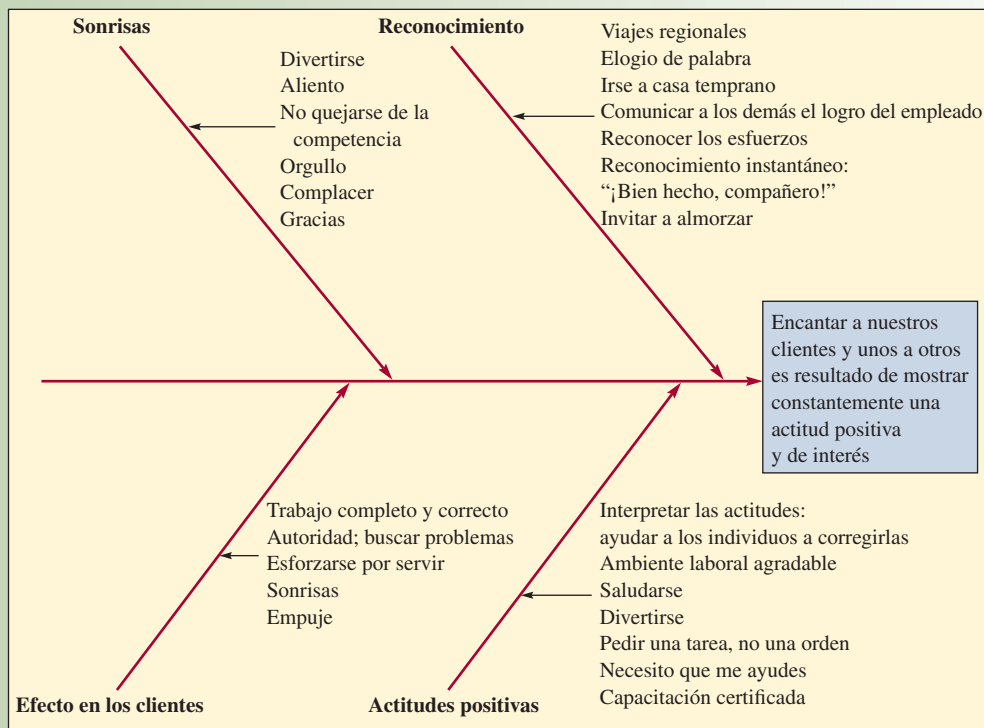 Sonrisas
Divertirse
Aliento
No quejarse de la
competencia
Orgullo
Complacer
Gracias
Reconocimiento
Viajes regionales
Elogio de palabra
Irse a casa temprano
Comunicar a los demás el logro del empleado
Reconocer los esfuerzos
Reconocimiento instantáneo:
“¡Bien hecho, compañero!”
Invitar a almorzar
Encantar a nuestros
clientes y unos a otros
es resultado de mostrar
constantemente una
actitud positiva
y de interés
Trabajo completo y correcto
Autoridad; buscar problemas
Esforzarse por servir
Sonrisas
Empuje
Efecto en los clientes
Interpretar las actitudes:
ayudar a los individuos a corregirlas
Ambiente laboral agradable
Saludarse
Divertirse
Pedir una tarea, no una orden
Necesito que me ayudes
Capacitación certificada
Actitudes positivas